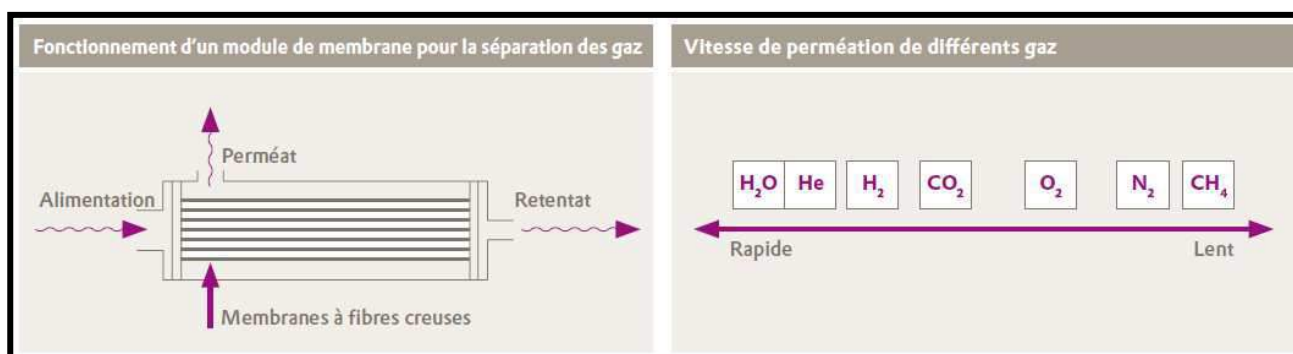 Fonctionnement d'un module de membrane pour la séparation des gaz
Perméat
Alimentation
Retentat
Membranes à fibres creuses
Vitesse de perméation de différents gaz
H₂O He H₂ CO₂ O₂ N₂ CH₄
Rapide Lent